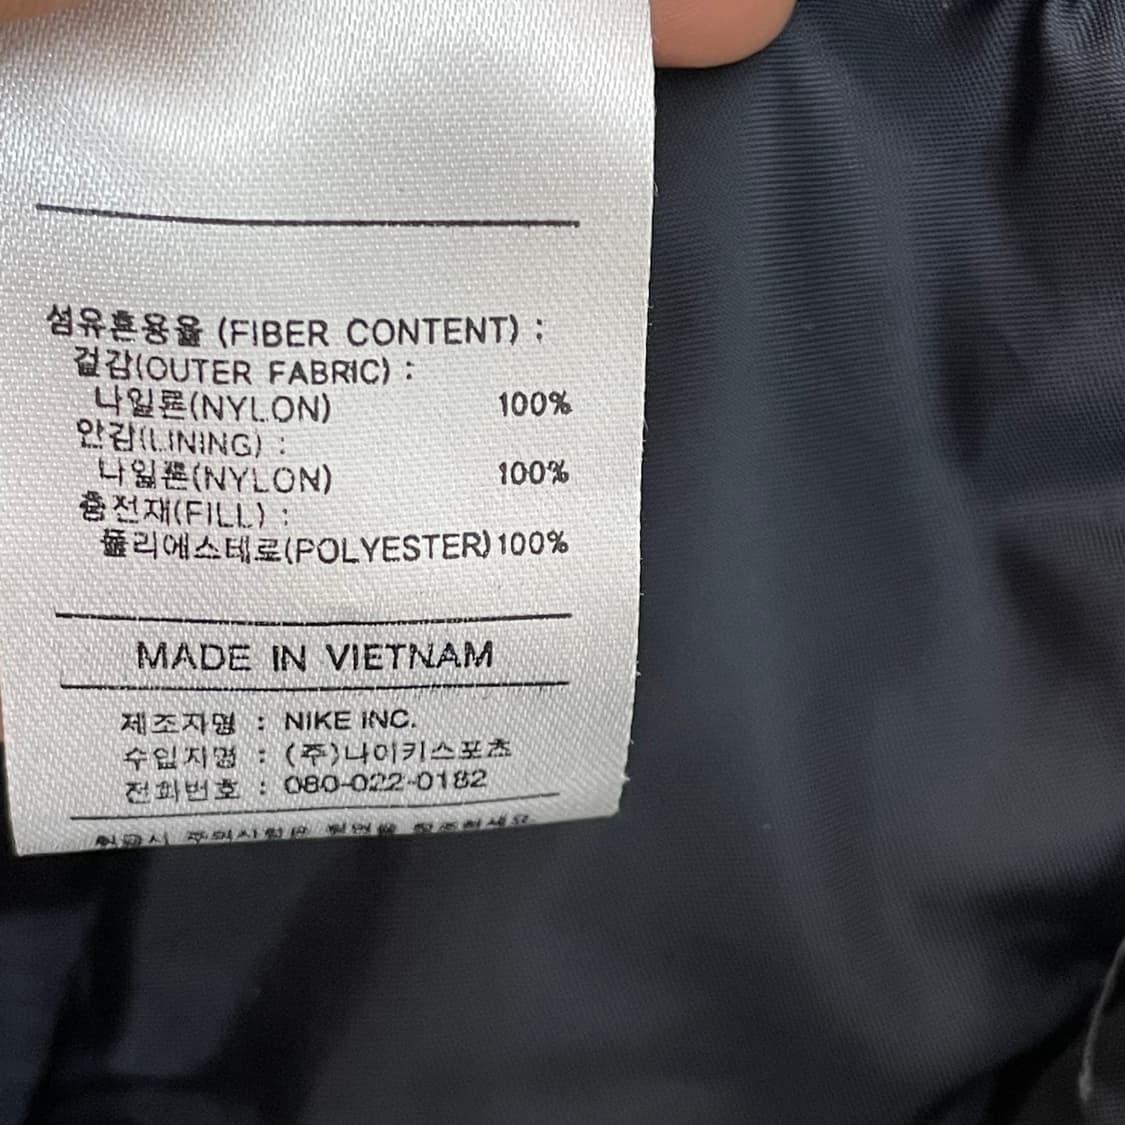 섬유혼용율 (FIBER CONTENT) :
겉감(OUTER FABRIC) :
나일론(NYLON) 100%
안감(LINING) :
나일론(NYLON) 100%
충전재(FILL) :
폴리에스테로(POLYESTER) 100%
MADE IN VIETNAM
제조자명 : NIKE INC.
수입자명 : (주)나이키스포츠
전화번호 : 080-022-0182